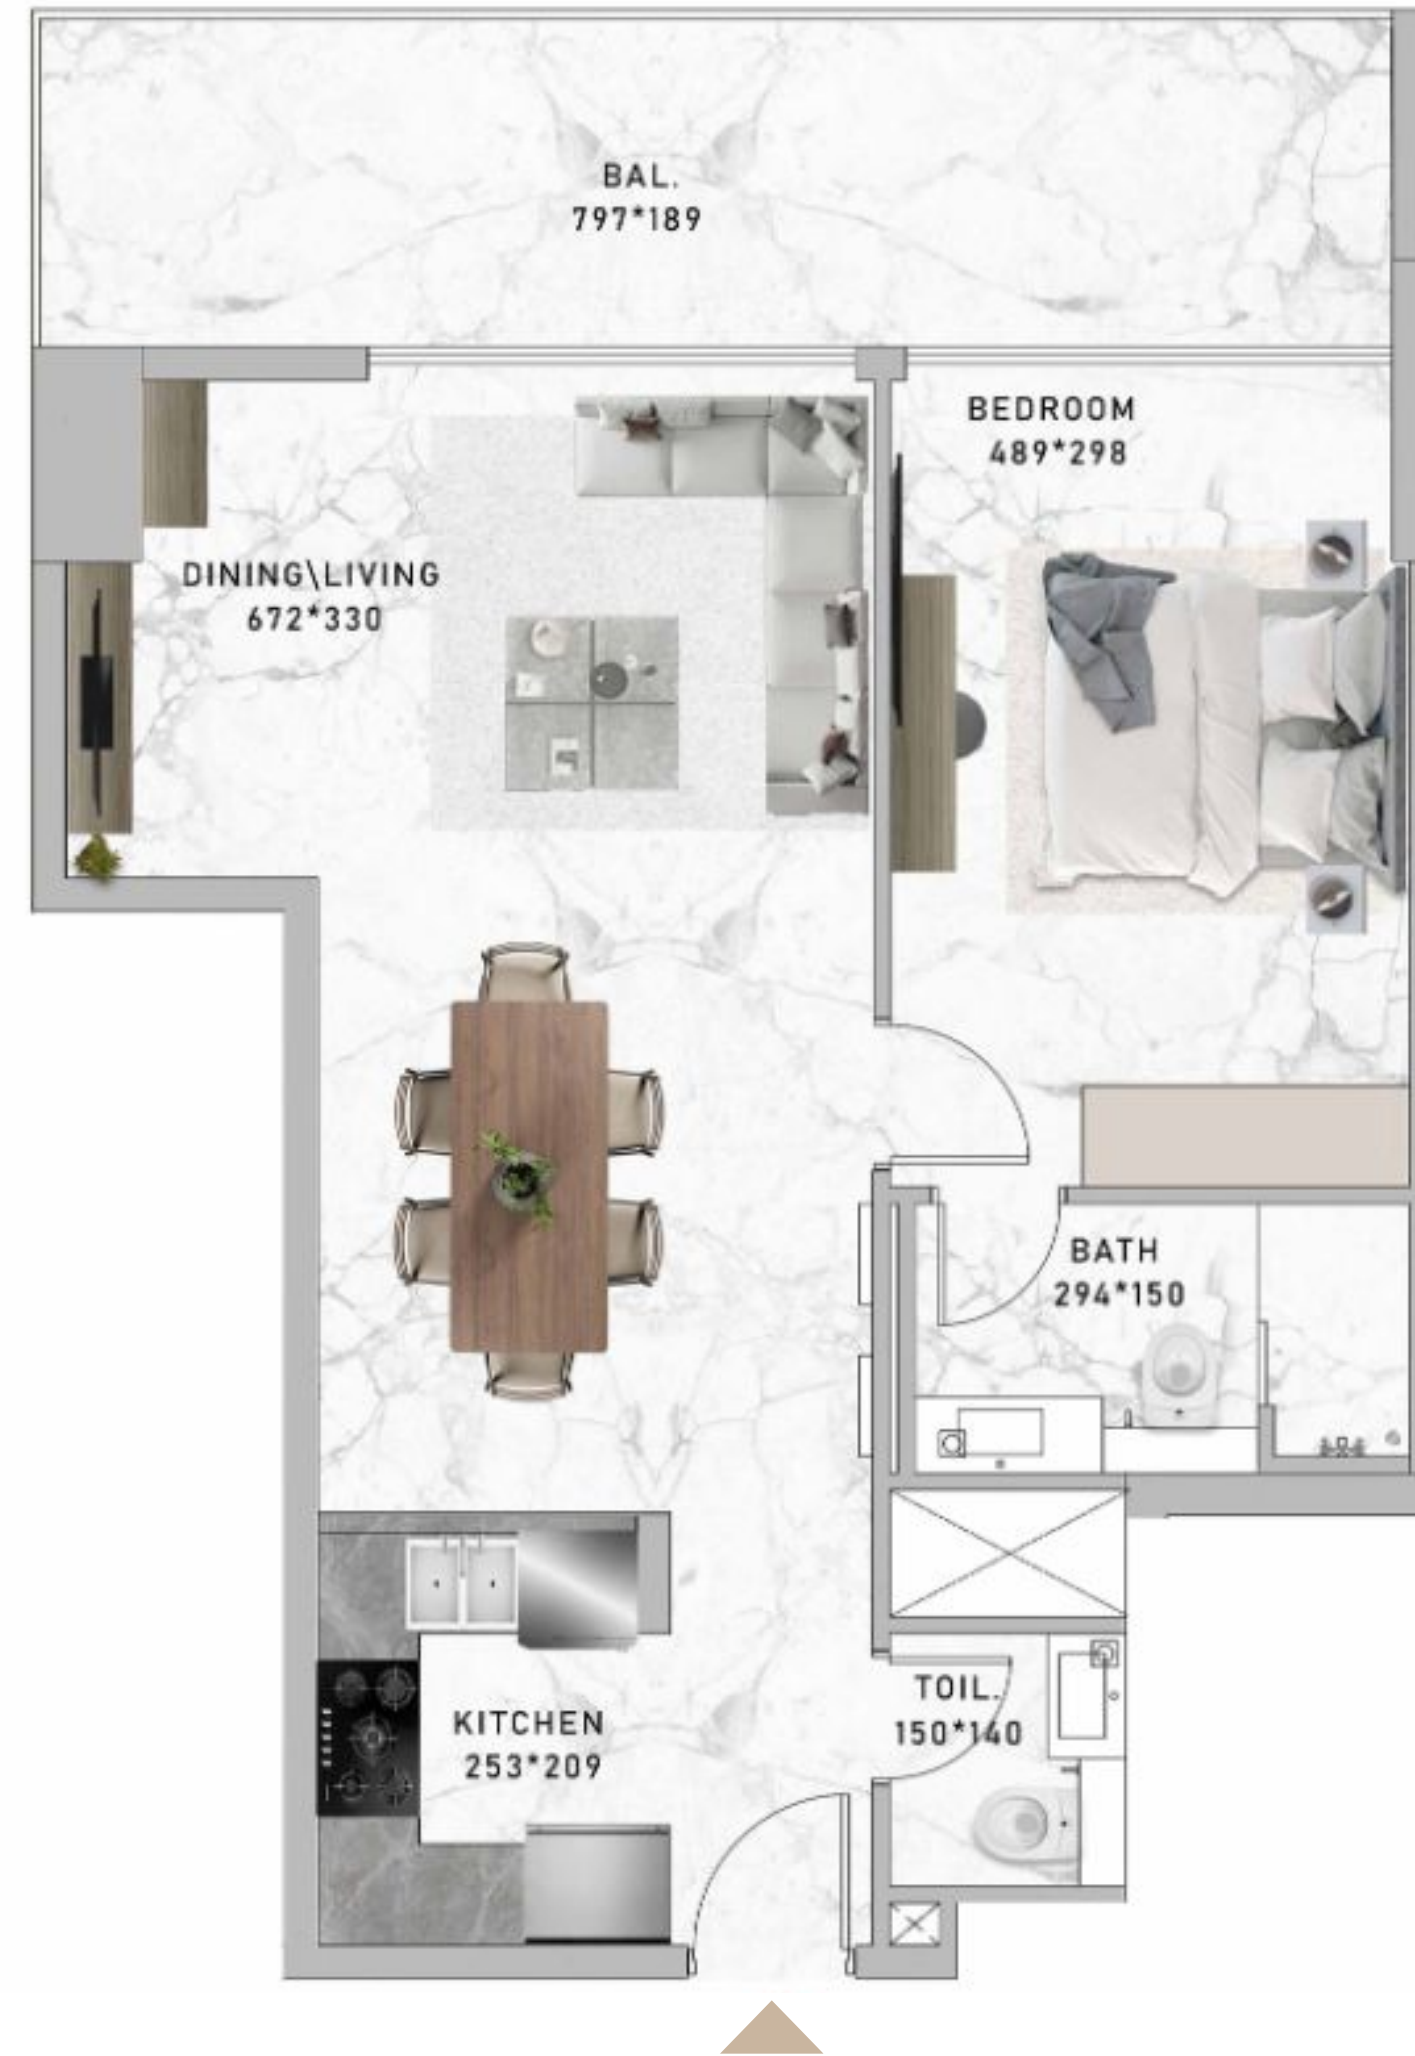 BAL.
797*189
BEDROOM
489*298
DINING\LIVING
672*330
BATH
294*150
TOIL.
150*140
KITCHEN
253*209